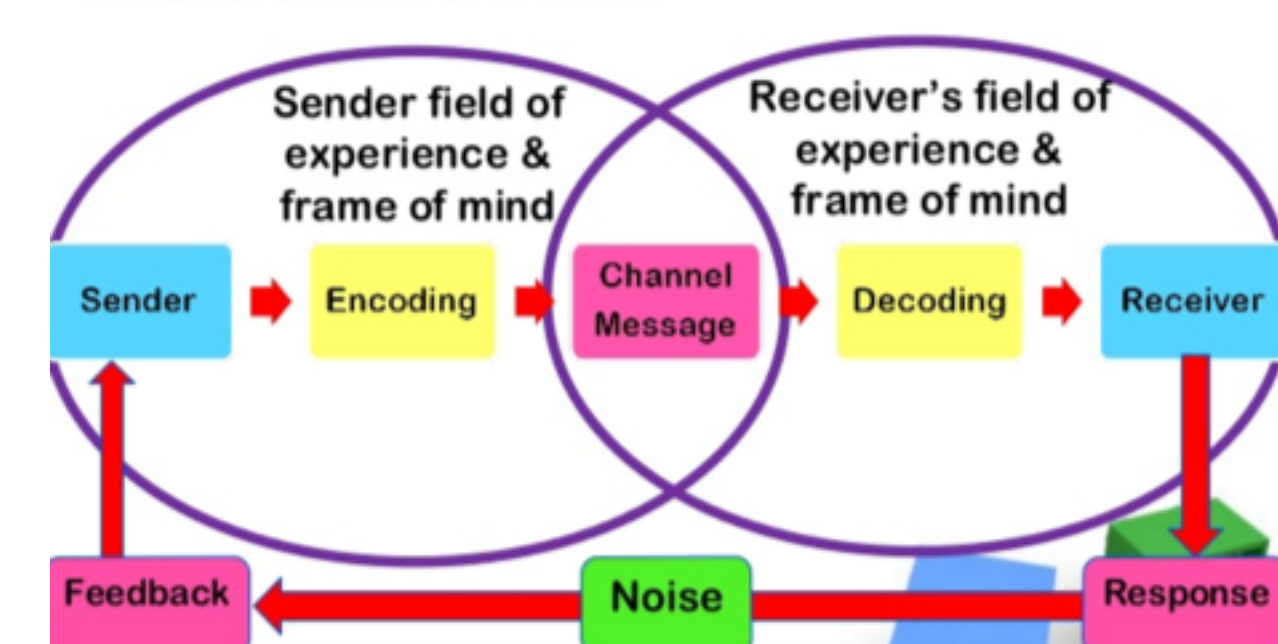 Sender field of
experience &
frame of mind
Receiver's field of
experience &
frame of mind
Sender
Encoding
Channel
Message
Decoding
Receiver
Feedback
Noise
Response